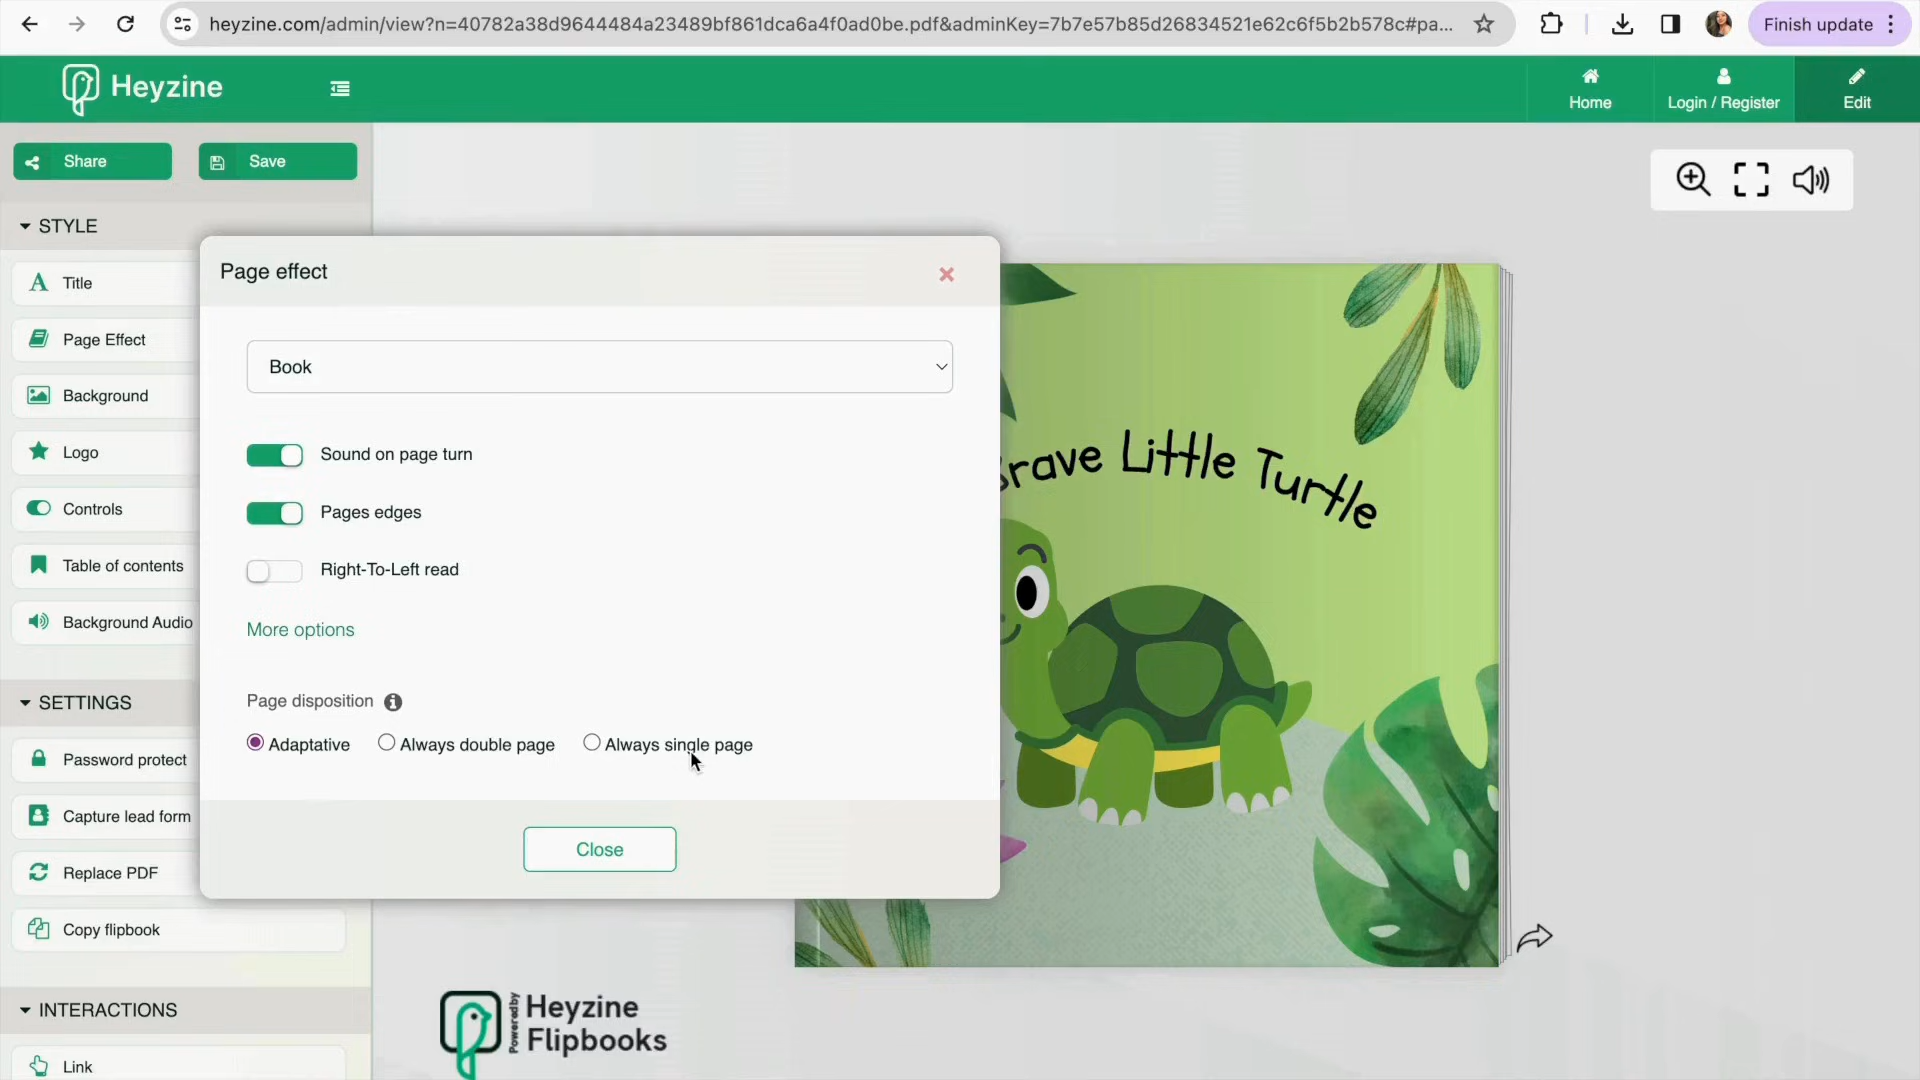 heyzine.com/admin/view?n=40782a38d9644484a23489bf861dca6a4f0ad0be.pdf&adminKey=7b7e57b85d26834521e62c6f5b2b578c#pa...
Finish update
Heyzine
Home
Login / Register
Edit
Share
Save
STYLE
Title
Page Effect
Background
Logo
Controls
Table of contents
Background Audio
SETTINGS
Password protect
Capture lead form
Replace PDF
Copy flipbook
INTERACTIONS
Link
Page effect
Book
Sound on page turn
Pages edges
Right-To-Left read
More options
Page disposition
Adaptative
Always double page
Always single page
Close
Brave Little Turtle
Powered by
Heyzine
Flipbooks